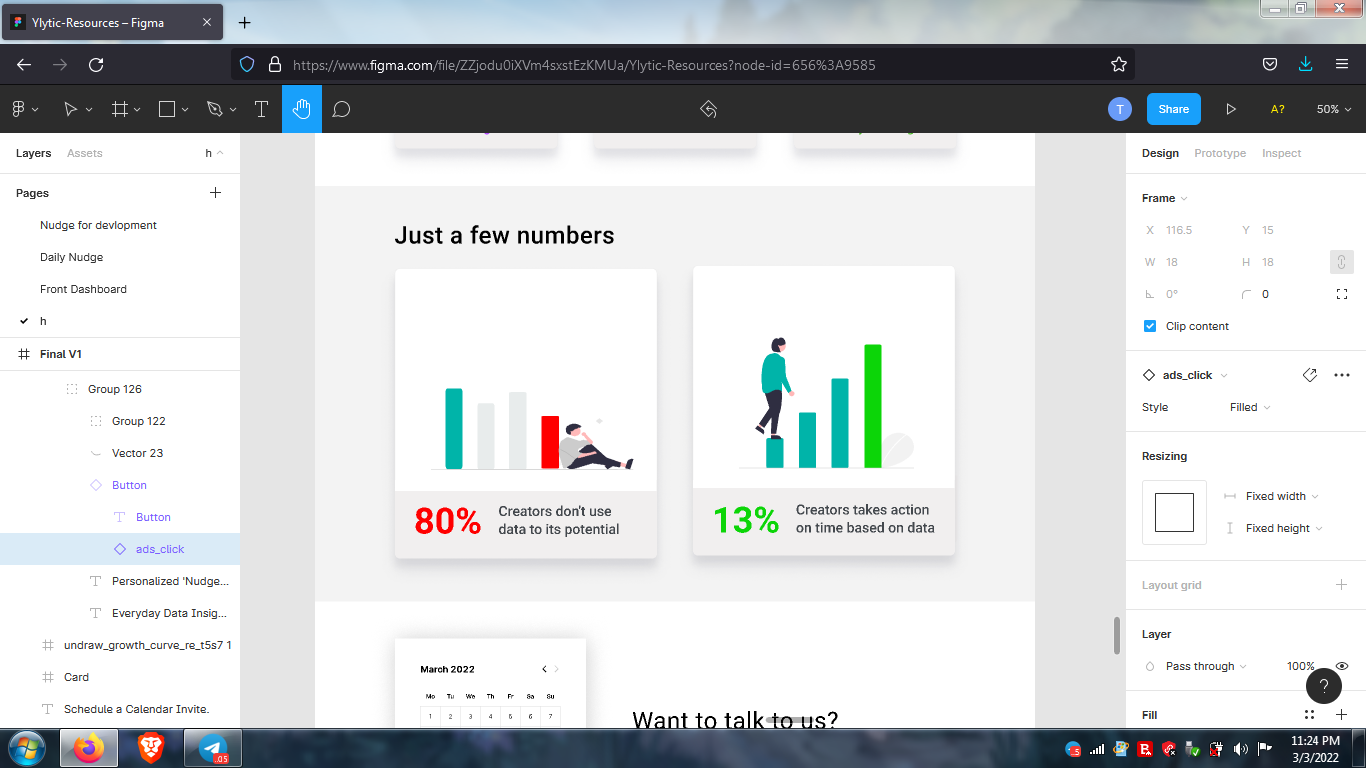 Ylytic-Resources – Figma
https://www.figma.com/file/ZZjodu0iXVm4sxstEzKMUa/Ylytic-Resources?node-id=656%3A9585
T
Share
A?
50%
Layers
Assets
h
Pages
Nudge for devlopment
Daily Nudge
Front Dashboard
h
Final V1
Group 126
Group 122
Vector 23
Button
Button
ads_click
Personalized 'Nudge...
Everyday Data Insig...
undraw_growth_curve_re_t5s7 1
Card
Schedule a Calendar Invite.
Just a few numbers
80%
Creators don't use
data to its potential
13%
Creators takes action
on time based on data
March 2022
Mo Tu We Th Fr Sa Su
1 2 3 4 5 6 7
Want to talk to us?
Design
Prototype
Inspect
Frame
X 116.5
Y 15
W 18
H 18
0°
0
Clip content
ads_click
Style
Filled
Resizing
Fixed width
Fixed height
Layout grid
Layer
Pass through
100%
?
Fill
.05
11:24 PM
3/3/2022